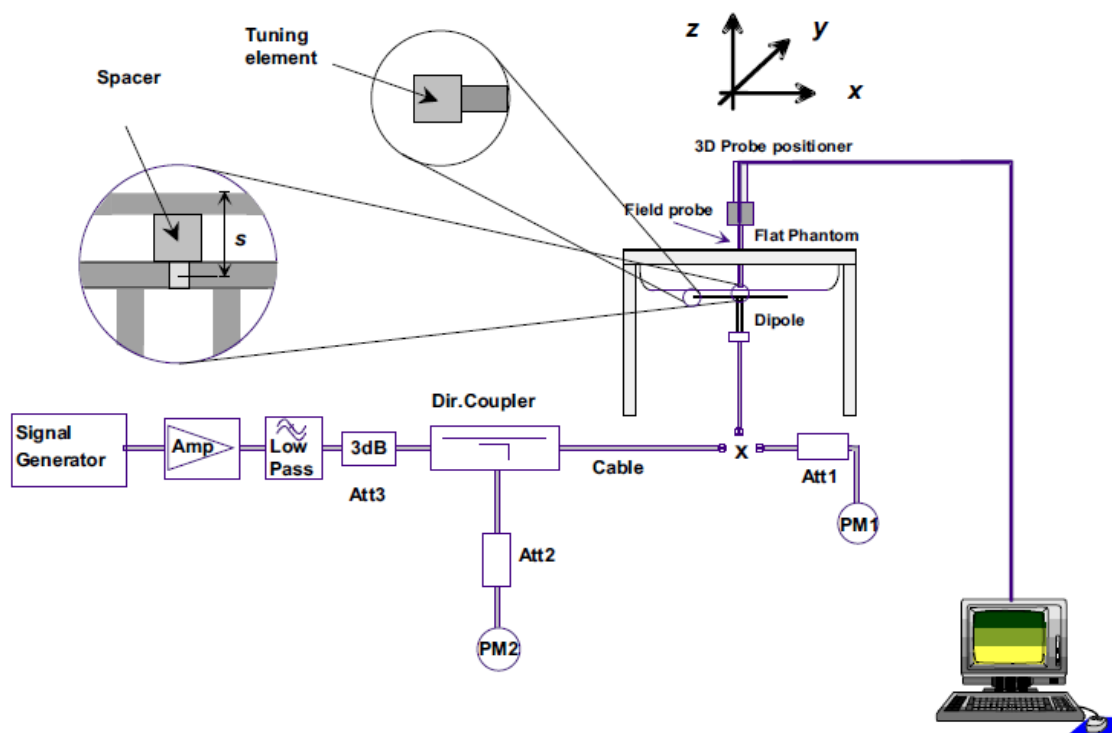 Tuning
element
Spacer
z
y
x
s
3D Probe positioner
Field probe
Flat Phantom
Dipole
Dir.Coupler
Signal
Generator
Amp
Low
Pass
3dB
Att3
Cable
X
Att1
PM1
Att2
PM2